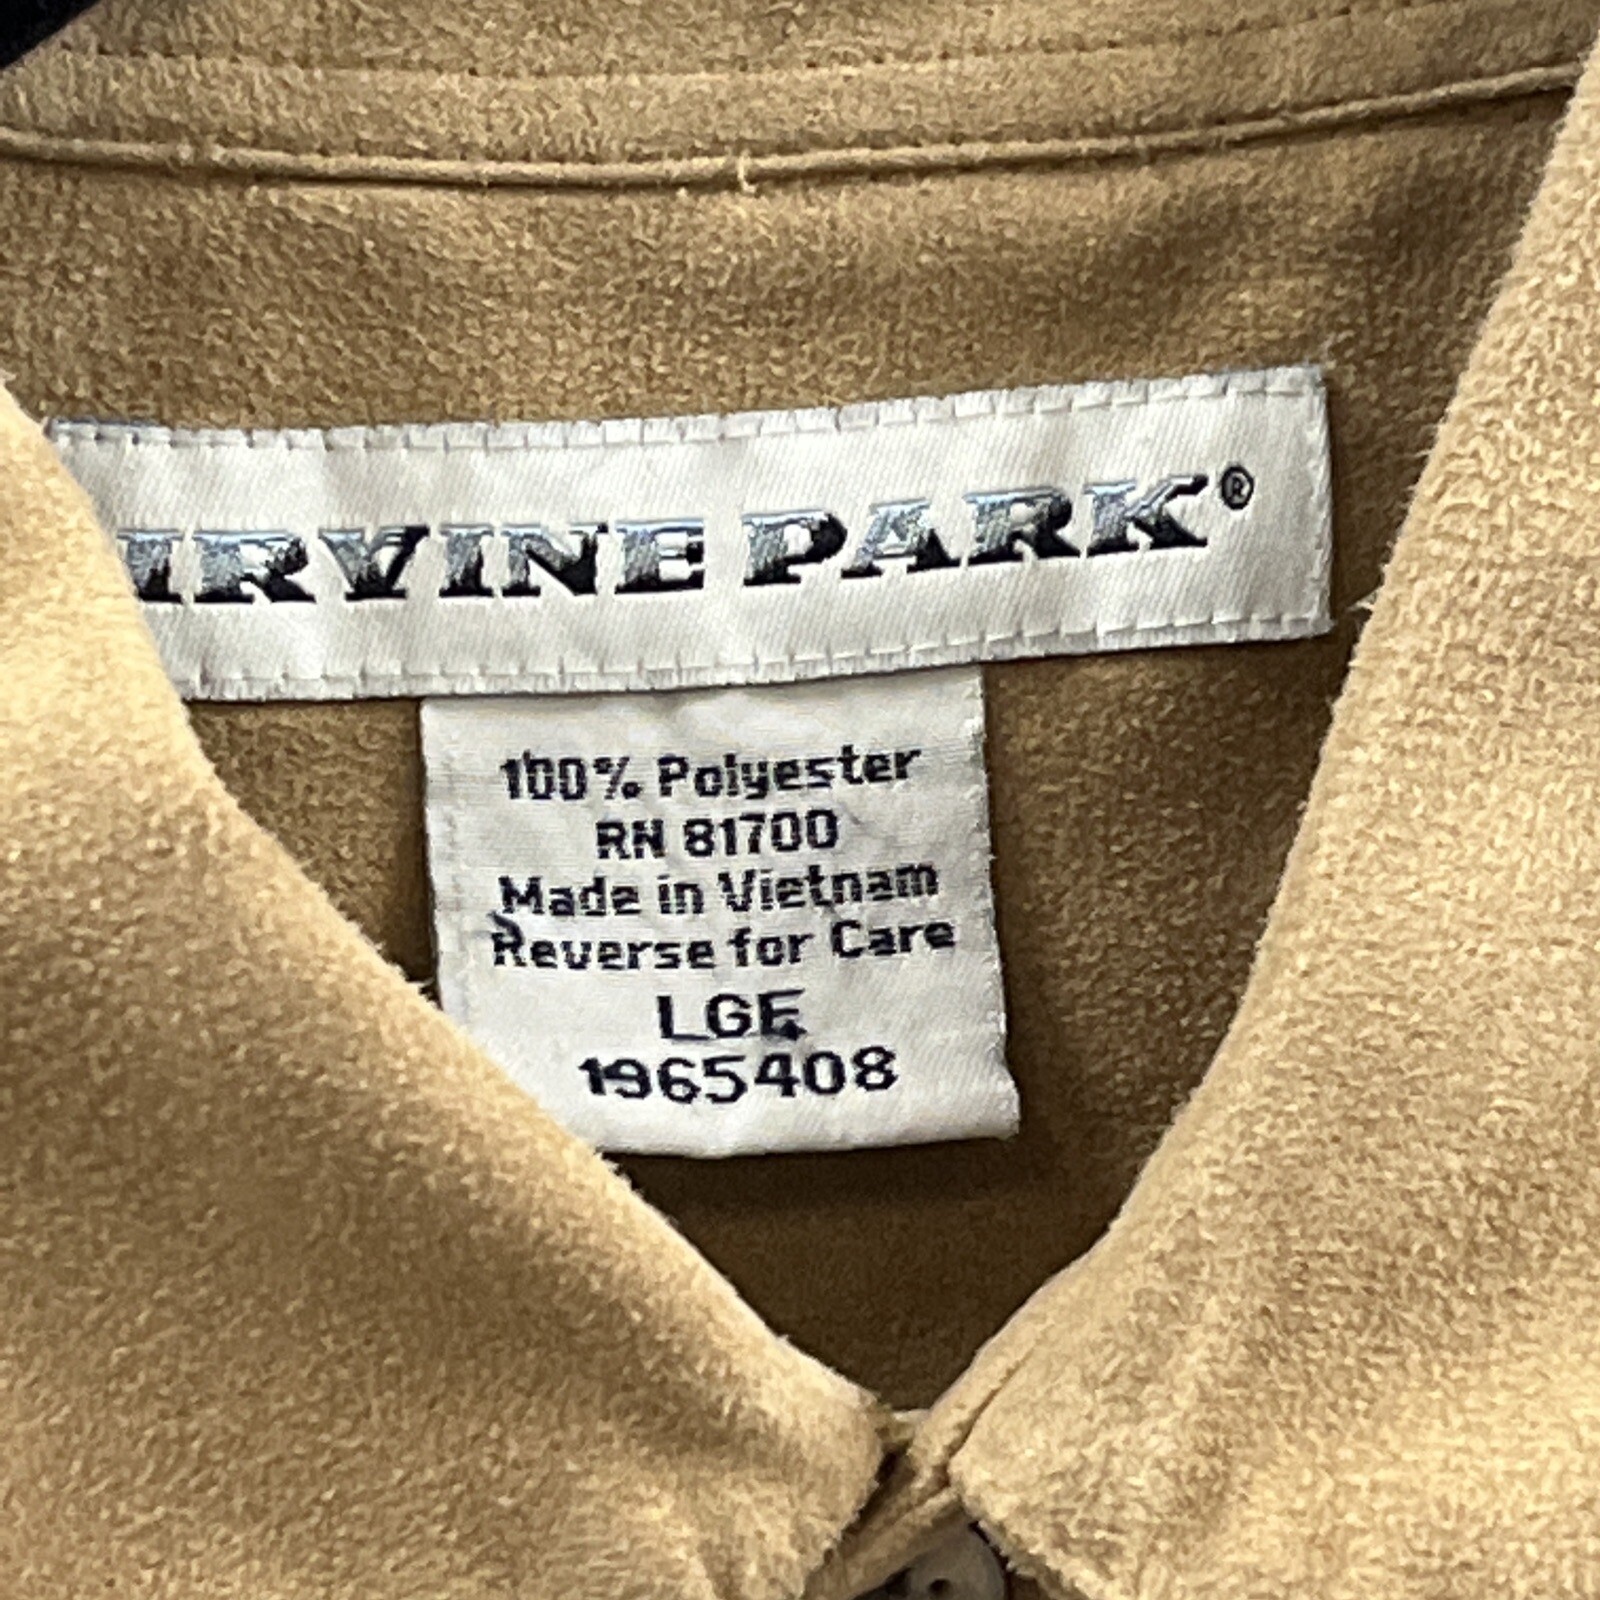 IRVINE PARK®
100% Polyester
RN 81700
Made in Vietnam
Reverse for Care
LGE
1965408